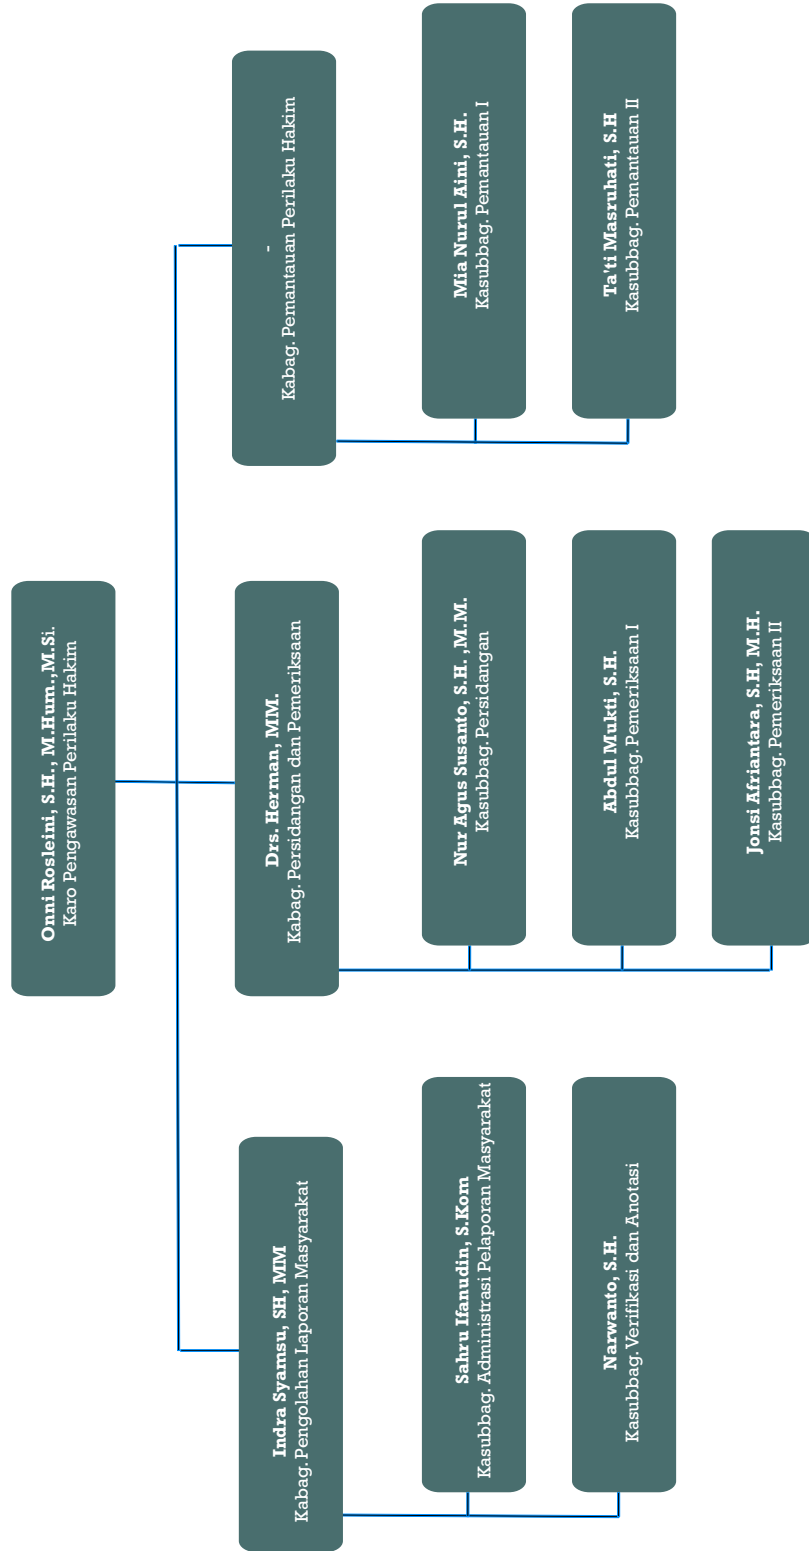 Onni Rosleini, S.H., M.Hum.,M.Si.
Karo Pengawasan Perilaku Hakim
Indra Syamsu, SH, MM
Kabag. Pengolahan Laporan Masyarakat
Sahru Ifanudin, S.Kom
Kasubbag. Administrasi Pelaporan Masyarakat
Narwanto, S.H.
Kasubbag. Verifikasi dan Anotasi
Drs. Herman, MM.
Kabag. Persidangan dan Pemeriksaan
Nur Agus Susanto, S.H. ,M.M.
Kasubbag. Persidangan
Abdul Mukti, S.H.
Kasubbag. Pemeriksaan I
Jonsi Afriantara, S.H, M.H.
Kasubbag. Pemeriksaan II
-
Kabag. Pemantauan Perilaku Hakim
Mia Nurul Aini, S.H.
Kasubbag. Pemantauan I
Ta'ti Masruhati, S.H
Kasubbag. Pemantauan II